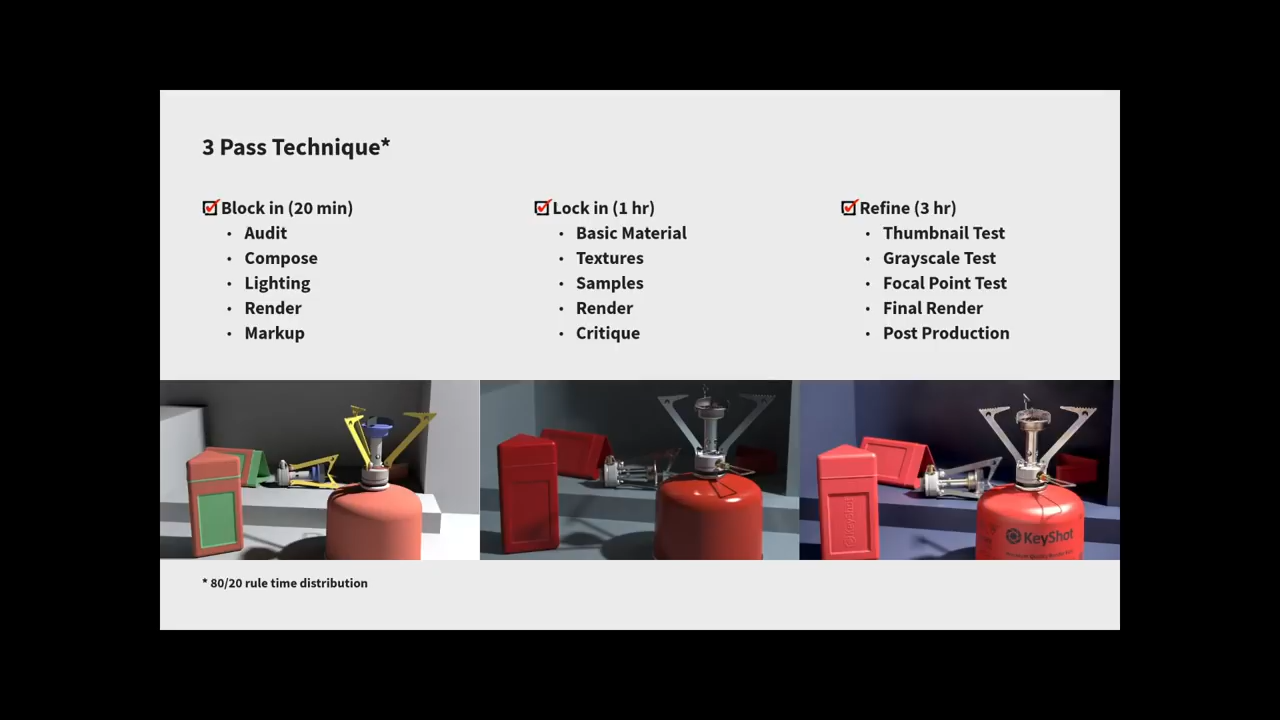 3 Pass Technique*
Block in (20 min)
• Audit
• Compose
• Lighting
• Render
• Markup
Lock in (1 hr)
• Basic Material
• Textures
• Samples
• Render
• Critique
Refine (3 hr)
• Thumbnail Test
• Grayscale Test
• Focal Point Test
• Final Render
• Post Production
KeyShot
KeyShot
* 80/20 rule time distribution